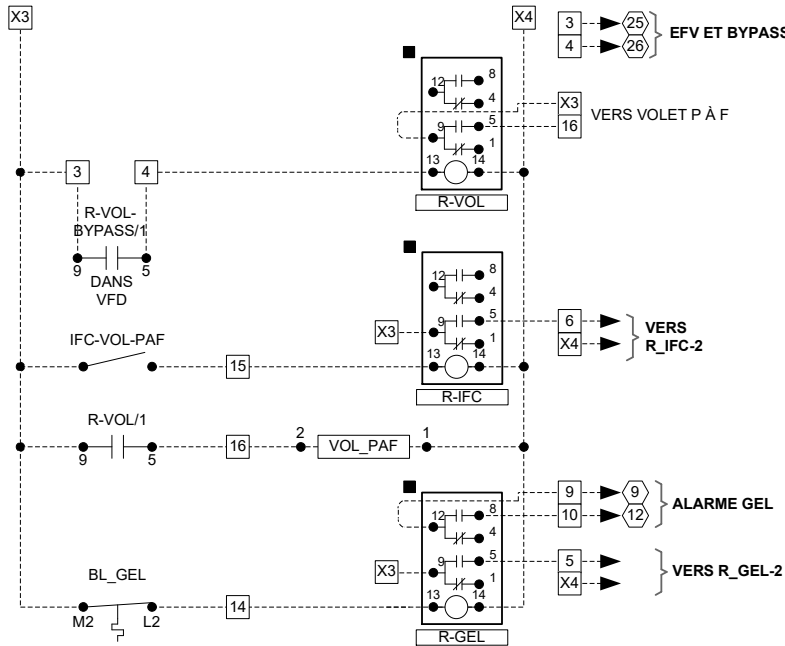 X3
X4
3
25
4
26
EFV ET BYPASS
12
8
4
9
5
1
13
14
R-VOL
X3
16
VERS VOLET P À F
3
4
R-VOL-
BYPASS/1
9
5
DANS
VFD
12
8
4
X3
9
5
1
13
14
R-IFC
6
X4
VERS
R_IFC-2
IFC-VOL-PAF
15
R-VOL/1
9
5
16
2
VOL_PAF
1
12
8
4
X3
9
5
1
13
14
R-GEL
9
9
10
12
ALARME GEL
5
X4
VERS R_GEL-2
BL_GEL
M2
L2
14